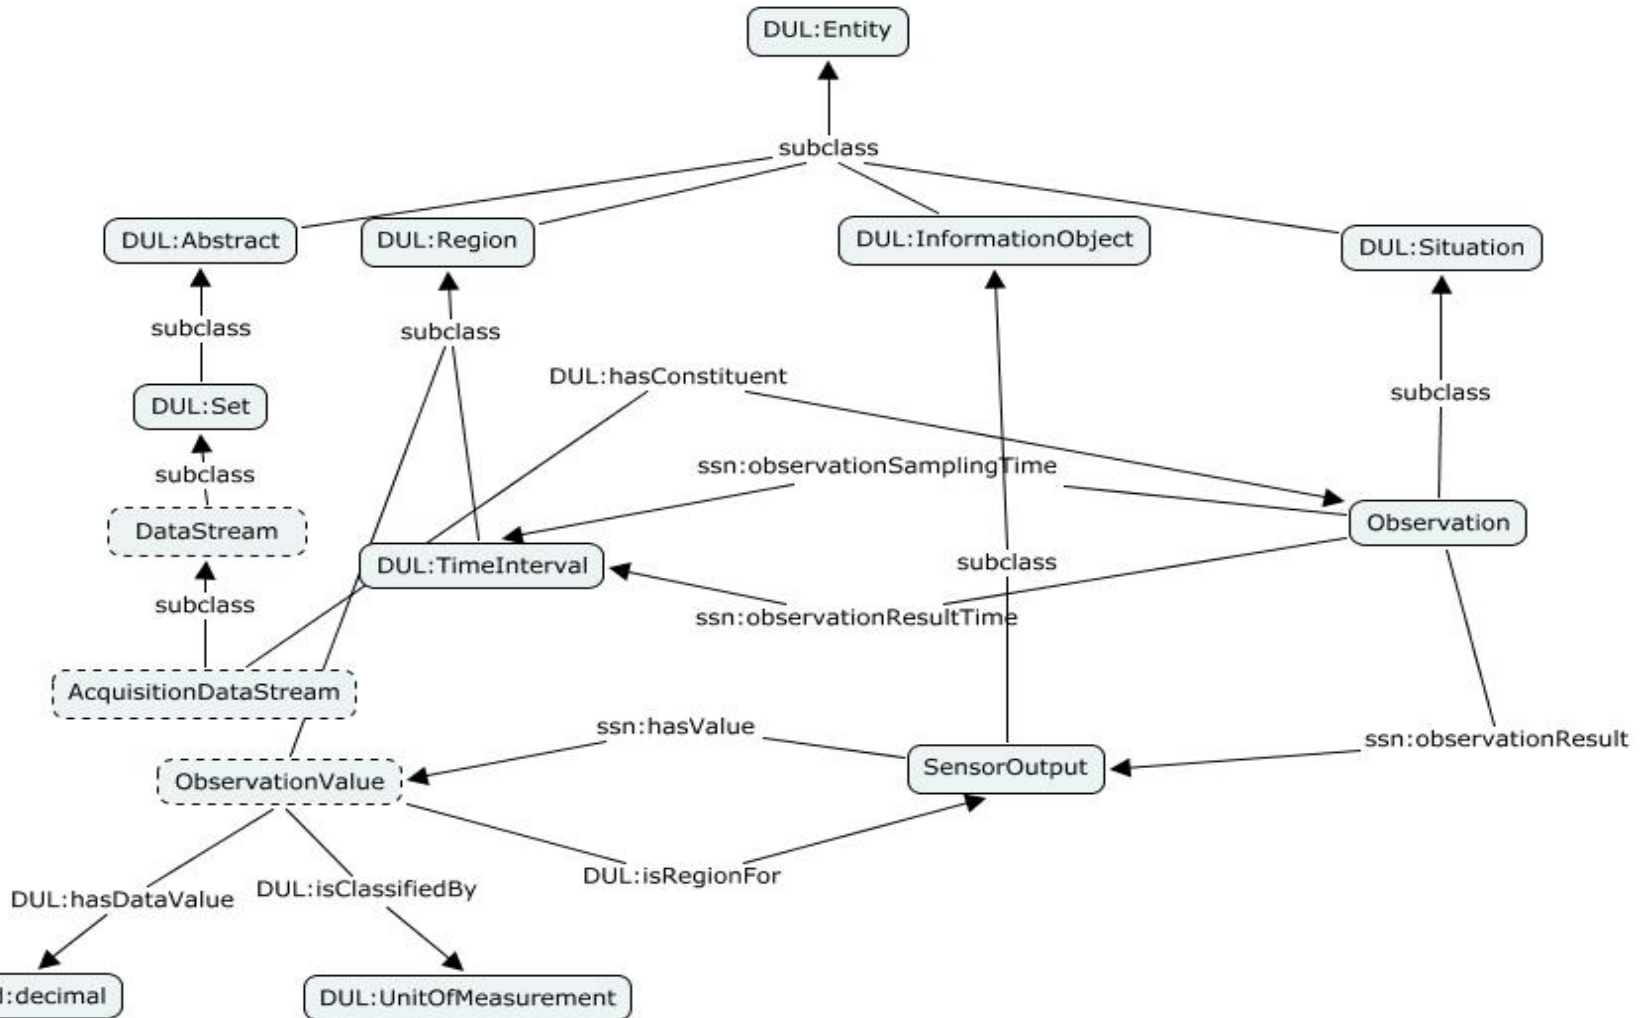 DUL:Entity
subclass
DUL:Abstract
DUL:Region
DUL:InformationObject
DUL:Situation
subclass
subclass
DUL:hasConstituent
subclass
DUL:Set
ssn:observationSamplingTime
subclass
DataStream
Observation
DUL:TimeInterval
subclass
subclass
ssn:observationResultTime
AcquisitionDataStream
ssn:hasValue
ssn:observationResult
SensorOutput
ObservationValue
DUL:isRegionFor
DUL:hasDataValue
DUL:isClassifiedBy
:decimal
DUL:UnitOfMeasurement